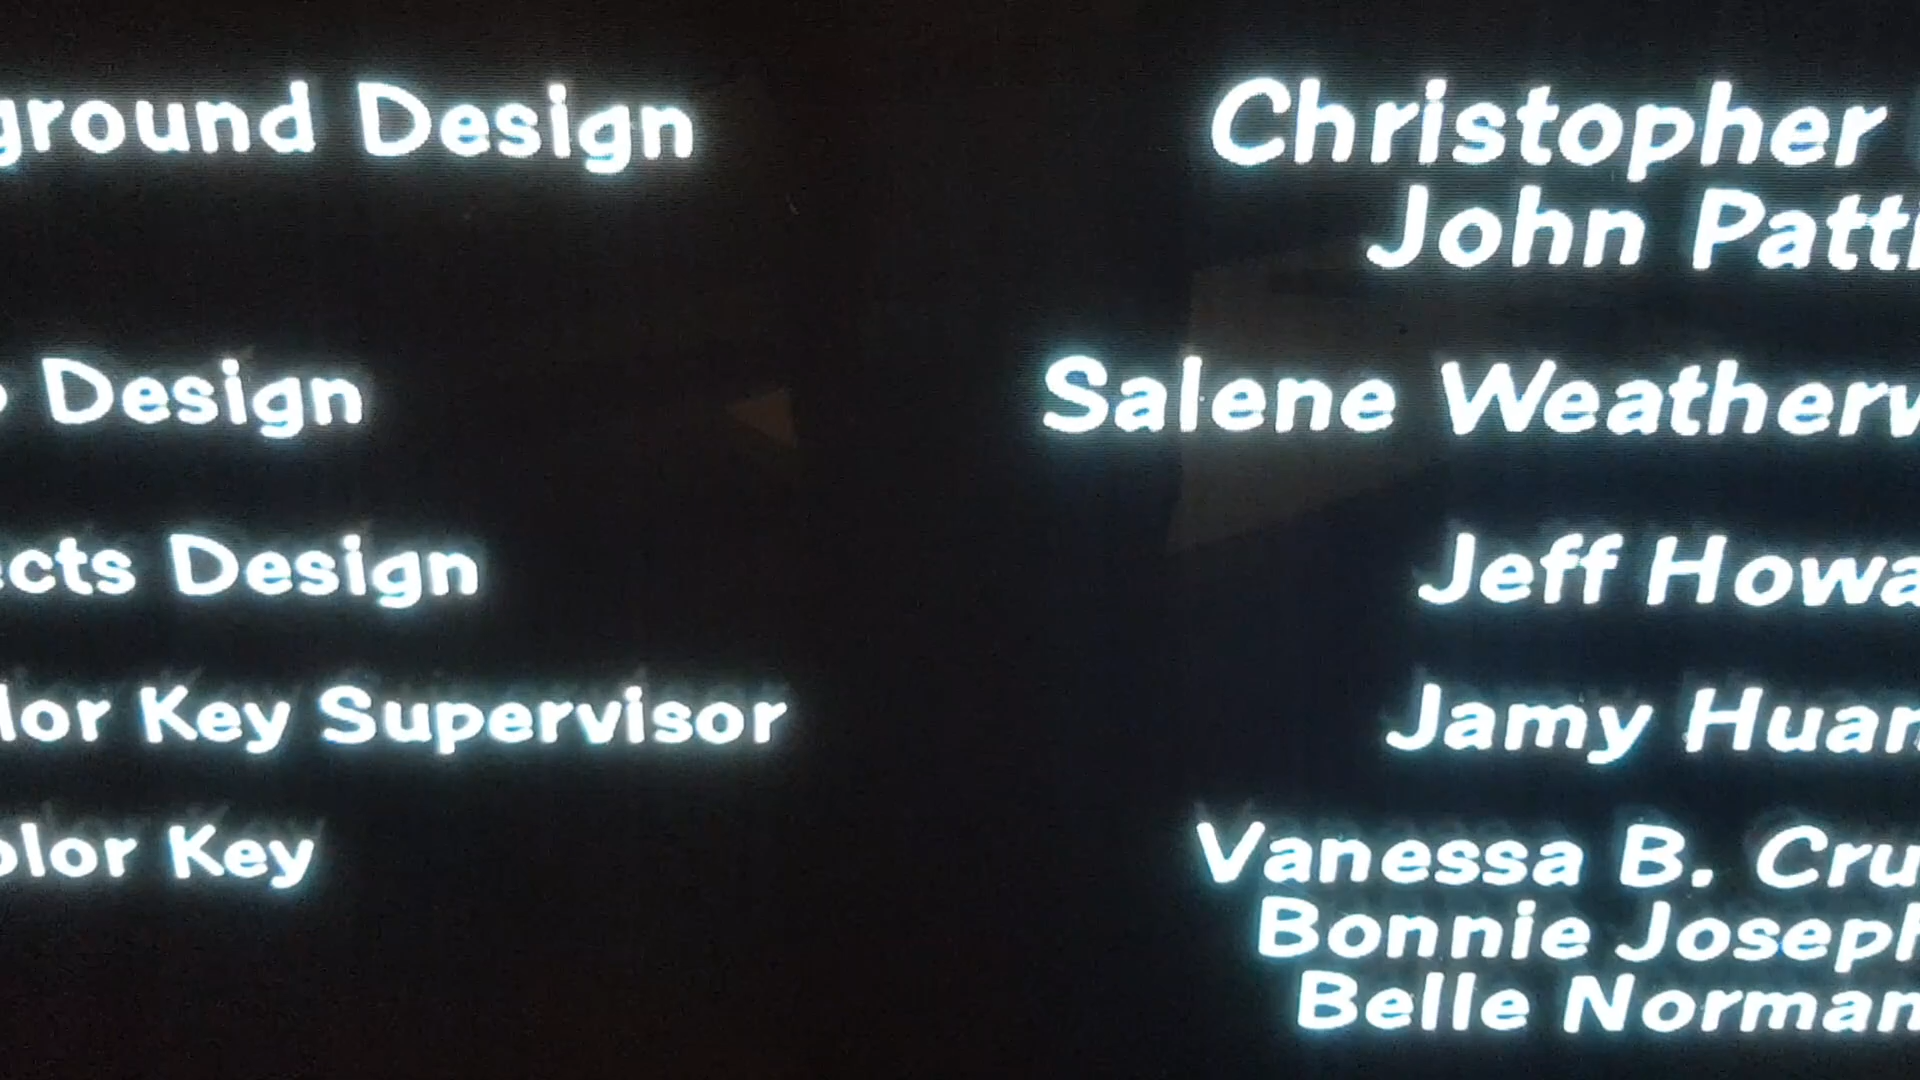 ground Design Christopher
John Patti
Design Salene Weatherw
cts Design Jeff Howa
lor Key Supervisor Jamy Huan
olor Key Vanessa B. Cru
Bonnie Joseph
Belle Norman